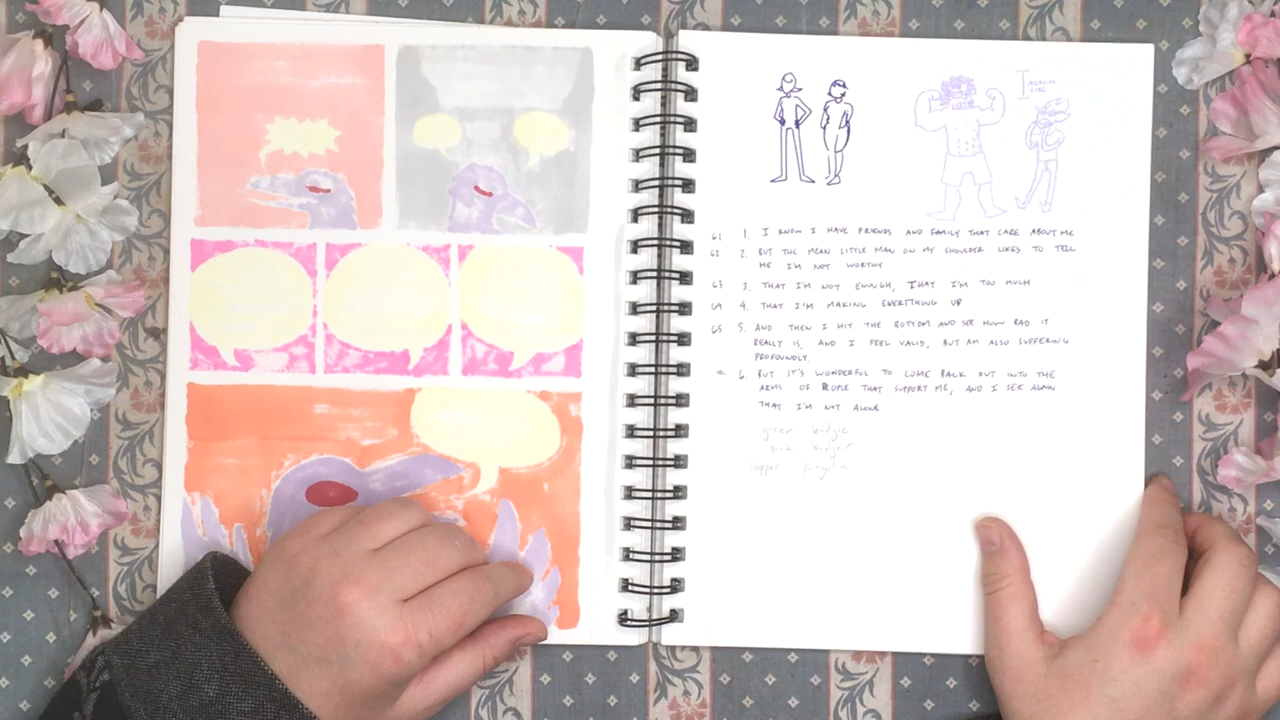 61 1. I KNOW I HAVE FRIENDS AND FAMILY THAT CARE ABOUT ME
62 2. BUT THE MEAN LITTLE MAN ON MY SHOULDER LIKES TO TELL
ME I'M NOT WORTHY
63 3. THAT I'M NOT ENOUGH, THAT I'M TOO MUCH
64 4. THAT I'M MAKING EVERYTHING UP
65 5. AND THEN I HIT THE BOTTOM AND SEE HOW BAD IT
REALLY IS, AND I FEEL VALID, BUT AM ALSO SUFFERING
PROFOUNDLY.
6. BUT IT'S WONDERFUL TO COME BACK OUT INTO THE
ARMS OF PEOPLE THAT SUPPORT ME, AND I SEE AGAIN
THAT I'M NOT ALONE
green budgie
pink badger
copper